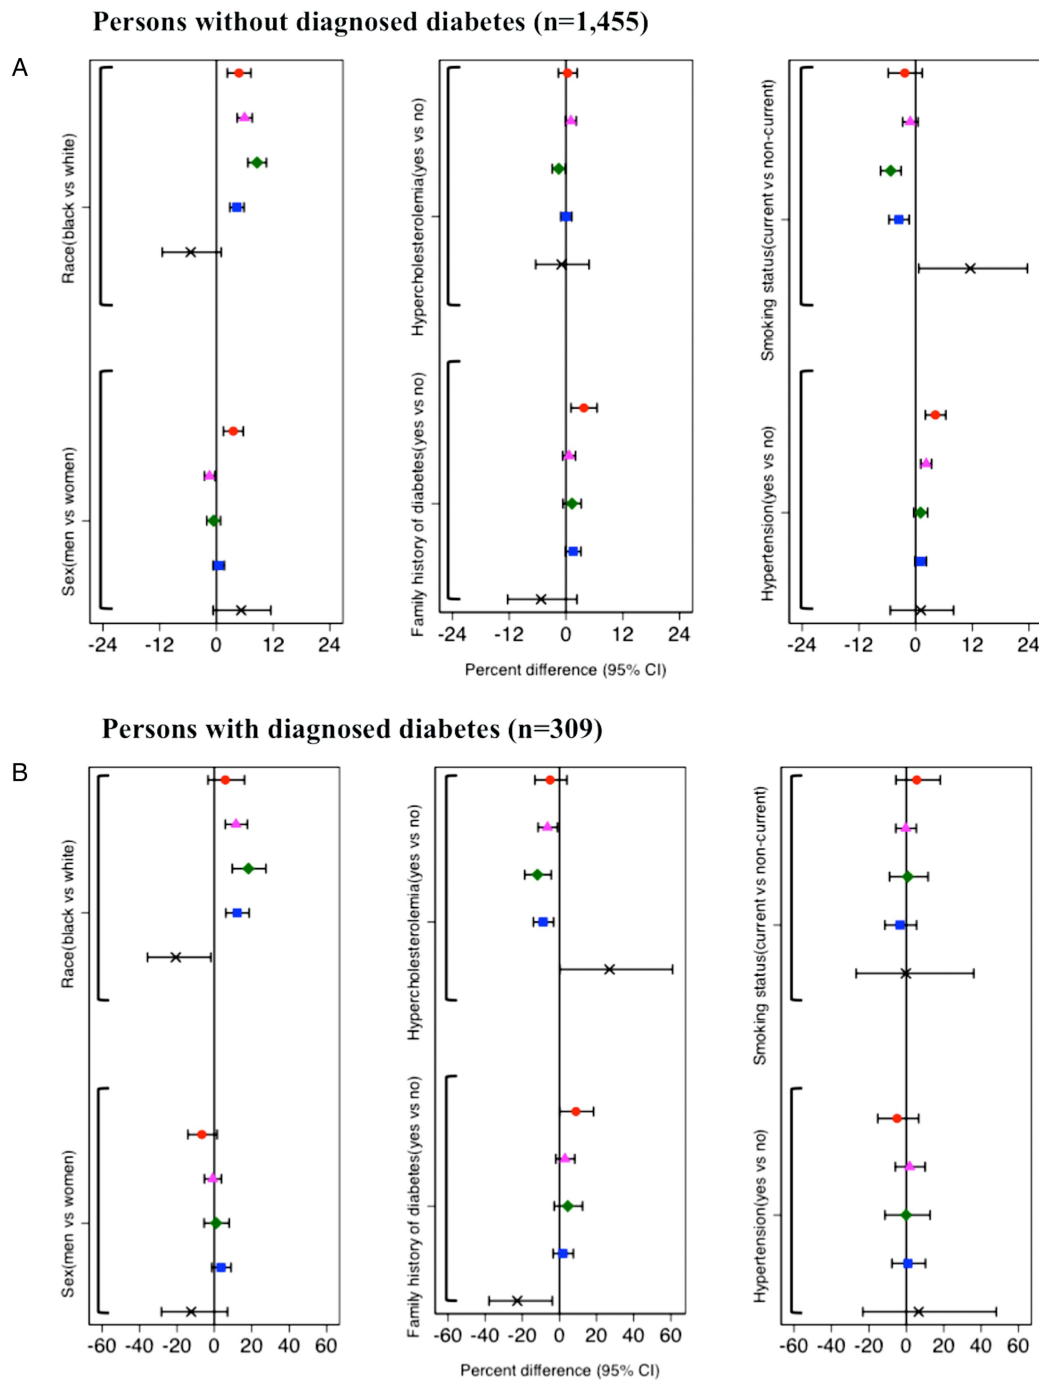 Persons without diagnosed diabetes (n=1,455)
A
Race(black vs white)
Sex(men vs women)
-24 -12 0 12 24
Hypercholesterolemia(yes vs no)
Family history of diabetes(yes vs no)
-24 -12 0 12 24
Smoking status(current vs non-current)
Hypertension(yes vs no)
-24 -12 0 12 24
Percent difference (95% CI)
Persons with diagnosed diabetes (n=309)
B
Race(black vs white)
Sex(men vs women)
-60 -20 0 20 40 60
Hypercholesterolemia(yes vs no)
Family history of diabetes(yes vs no)
-60 -40 -20 0 20 40 60
Smoking status(current vs non-current)
Hypertension(yes vs no)
-60 -40 -20 0 20 40 60
Percent difference (95% CI)